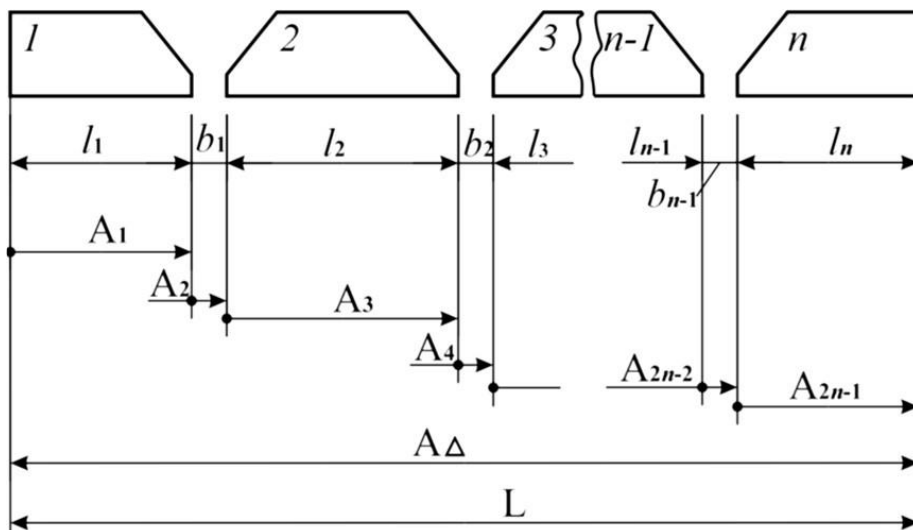 1 2 3 n-1 n
l1 b1 l2 b2 l3 ln-1 ln
bn-1
A1
A2 A3
A4 A2n-2 A2n-1
A△
L